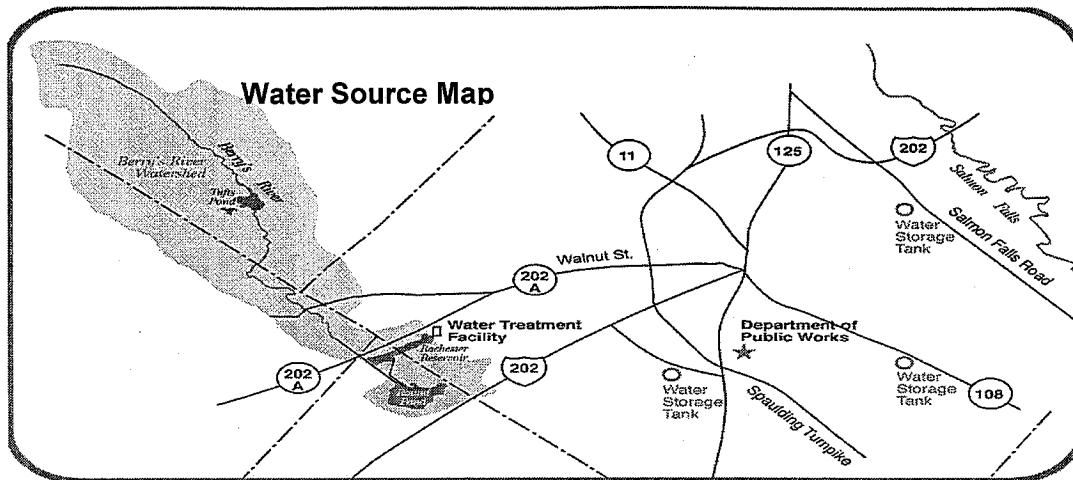 Water Source Map
Berry's River
Watershed
Berry's River
Tufts
Pond
11
125
202
Salmon Falls
Water
Storage
Tank
Salmon Falls Road
Walnut St.
202
A
Water Treatment
Facility
Rochester
Reservoir
202
A
202
Department of
Public Works
Water
Storage
Tank
Water
Storage
Tank
108
Spaulding Turnpike
Pond